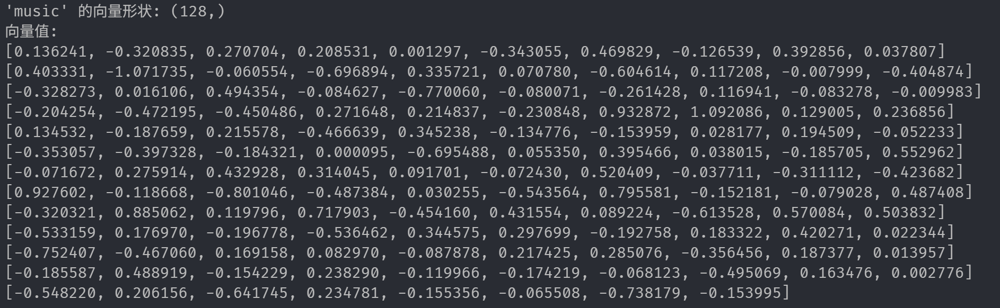 'music' 的向量形状: (128,)
向量值:
[0.136241, -0.320835, 0.270704, 0.208531, 0.001297, -0.343055, 0.469829, -0.126539, 0.392856, 0.037807]
[0.403331, -1.071735, -0.060554, -0.696894, 0.335721, 0.070780, -0.604614, 0.117208, -0.007999, -0.404874]
[-0.328273, 0.016106, 0.494354, -0.084627, -0.770060, -0.080071, -0.261428, 0.116941, -0.083278, -0.009983]
[-0.204254, -0.472195, -0.450486, 0.271648, 0.214837, -0.230848, 0.932872, 1.092086, 0.129005, 0.236856]
[0.134532, -0.187659, 0.215578, -0.466639, 0.345238, -0.134776, -0.153959, 0.028177, 0.194509, -0.052233]
[-0.353057, -0.397328, -0.184321, 0.000095, -0.695488, 0.055350, 0.395466, 0.038015, -0.185705, 0.552962]
[-0.071672, 0.275914, 0.432928, 0.314045, 0.091701, -0.072430, 0.520409, -0.037711, -0.311112, -0.423682]
[0.927602, -0.118668, -0.801046, -0.487384, 0.030255, -0.543564, 0.795581, -0.152181, -0.079028, 0.487408]
[-0.320321, 0.885062, 0.119796, 0.717903, -0.454160, 0.431554, 0.089224, -0.613528, 0.570084, 0.503832]
[-0.533159, 0.176970, -0.196778, -0.536462, 0.344575, 0.297699, -0.192758, 0.183322, 0.420271, 0.022344]
[-0.752407, -0.467060, 0.169158, 0.082970, -0.087878, 0.217425, 0.285076, -0.356456, 0.187377, 0.013957]
[-0.185587, 0.488919, -0.154229, 0.238290, -0.119966, -0.174219, -0.068123, -0.495069, 0.163476, 0.002776]
[-0.548220, 0.206156, -0.641745, 0.234781, -0.155356, -0.065508, -0.738179, -0.153995]